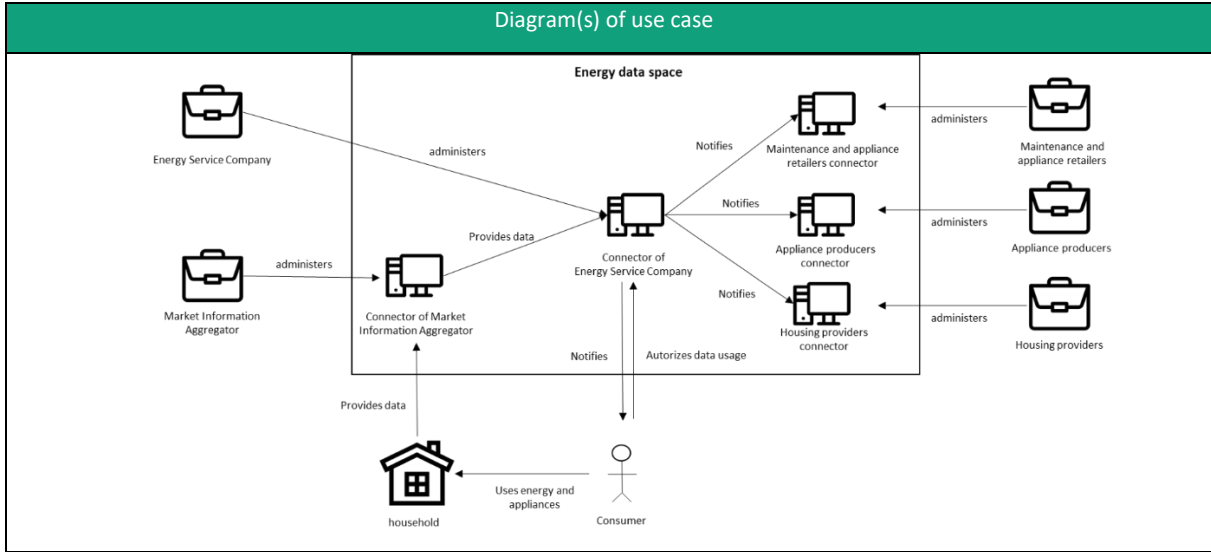 Diagram(s) of use case
Energy data space
Energy Service Company
administers
Notifies
Maintenance and appliance
retailers connector
administers
Maintenance and
appliance retailers
Market Information
Aggregator
administers
Connector of Market
Information Aggregator
Provides data
Connector of
Energy Service Company
Notifies
Appliance producers
connector
administers
Appliance producers
Notifies
Housing providers
connector
administers
Housing providers
Notifies
Autorizes data usage
Provides data
household
Uses energy and
appliances
Consumer